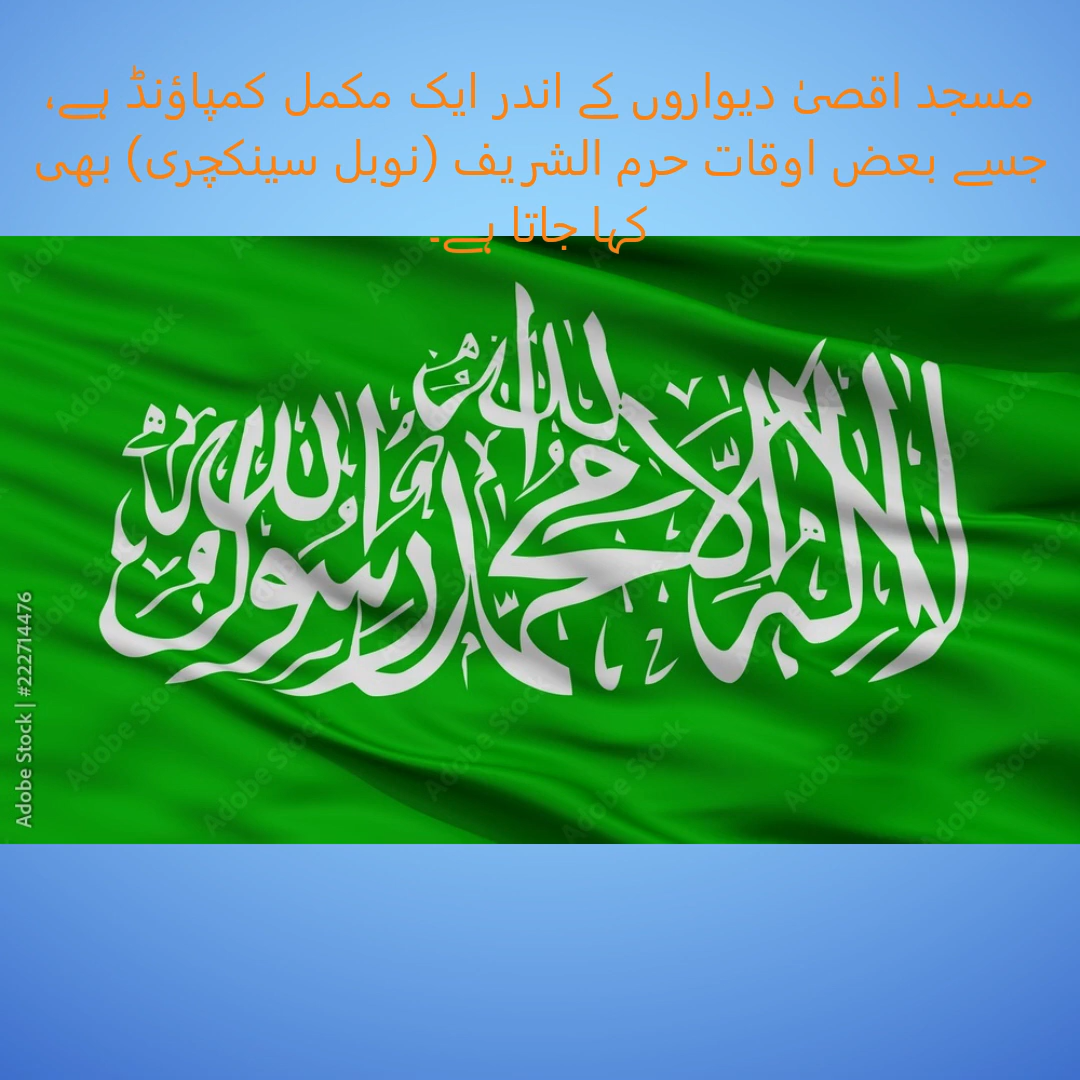 مسجد اقصیٰ دیواروں کے اندر ایک مکمل کمپاؤنڈ ہے،
جسے بعض اوقات حرم الشریف (نوبل سینکچری) بھی
کہا جاتا ہے۔
لا إله إلا الله محمد رسول الله
Adobe Stock | #222714476